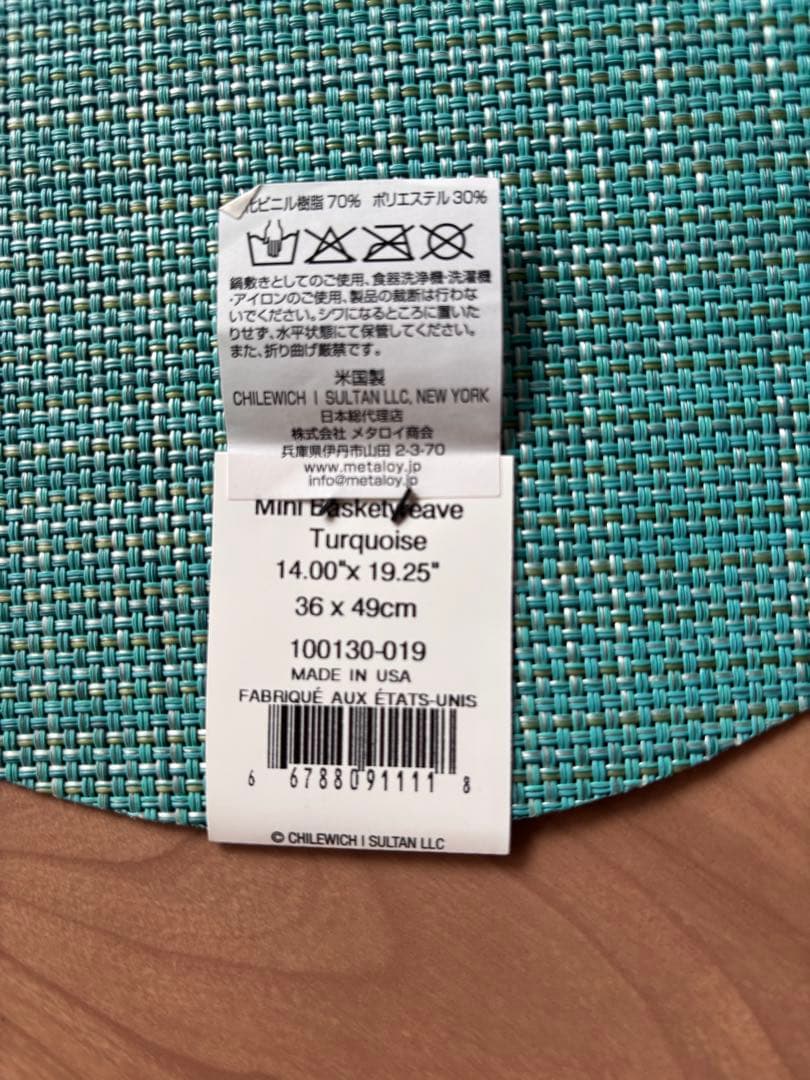 ビニル樹脂70% ポリエステル30%
鍋敷きとしてのご使用、食器洗浄機・洗濯機
・アイロンのご使用、製品の裁断は行わな
いでください。シワになるところに置いた
りせず、水平状態にて保管してください。
また、折り曲げ厳禁です。
米国製
CHILEWICH | SULTAN LLC, NEW YORK
日本総代理店
株式会社 メタロイ商会
兵庫県伊丹市山田 2-3-70
www.metaloy.jp
info@metaloy.jp
Mini Basketweave
Turquoise
14.00"x 19.25"
36 x 49cm
100130-019
MADE IN USA
FABRIQUÉ AUX ÉTATS-UNIS
6 67880 91111 8
© CHILEWICH | SULTAN LLC